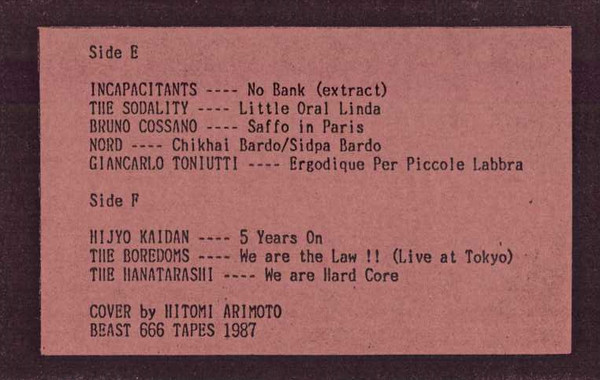 Side E
INCAPACITANTS ---- No Bank (extract)
THE SODALITY ---- Little Oral Linda
BRUNO COSSANO ---- Saffo in Paris
NORD ---- Chikhai Bardo/Sidpa Bardo
GIANCARLO TONIUTTI ---- Ergodique Per Piccole Labbra
Side F
HIJYO KAIDAN ---- 5 Years On
THE BOREDOMS ---- We are the Law !! (Live at Tokyo)
THE HANATARASHI ---- We are Hard Core
COVER by HITOMI ARIMOTO
BEAST 666 TAPES 1987